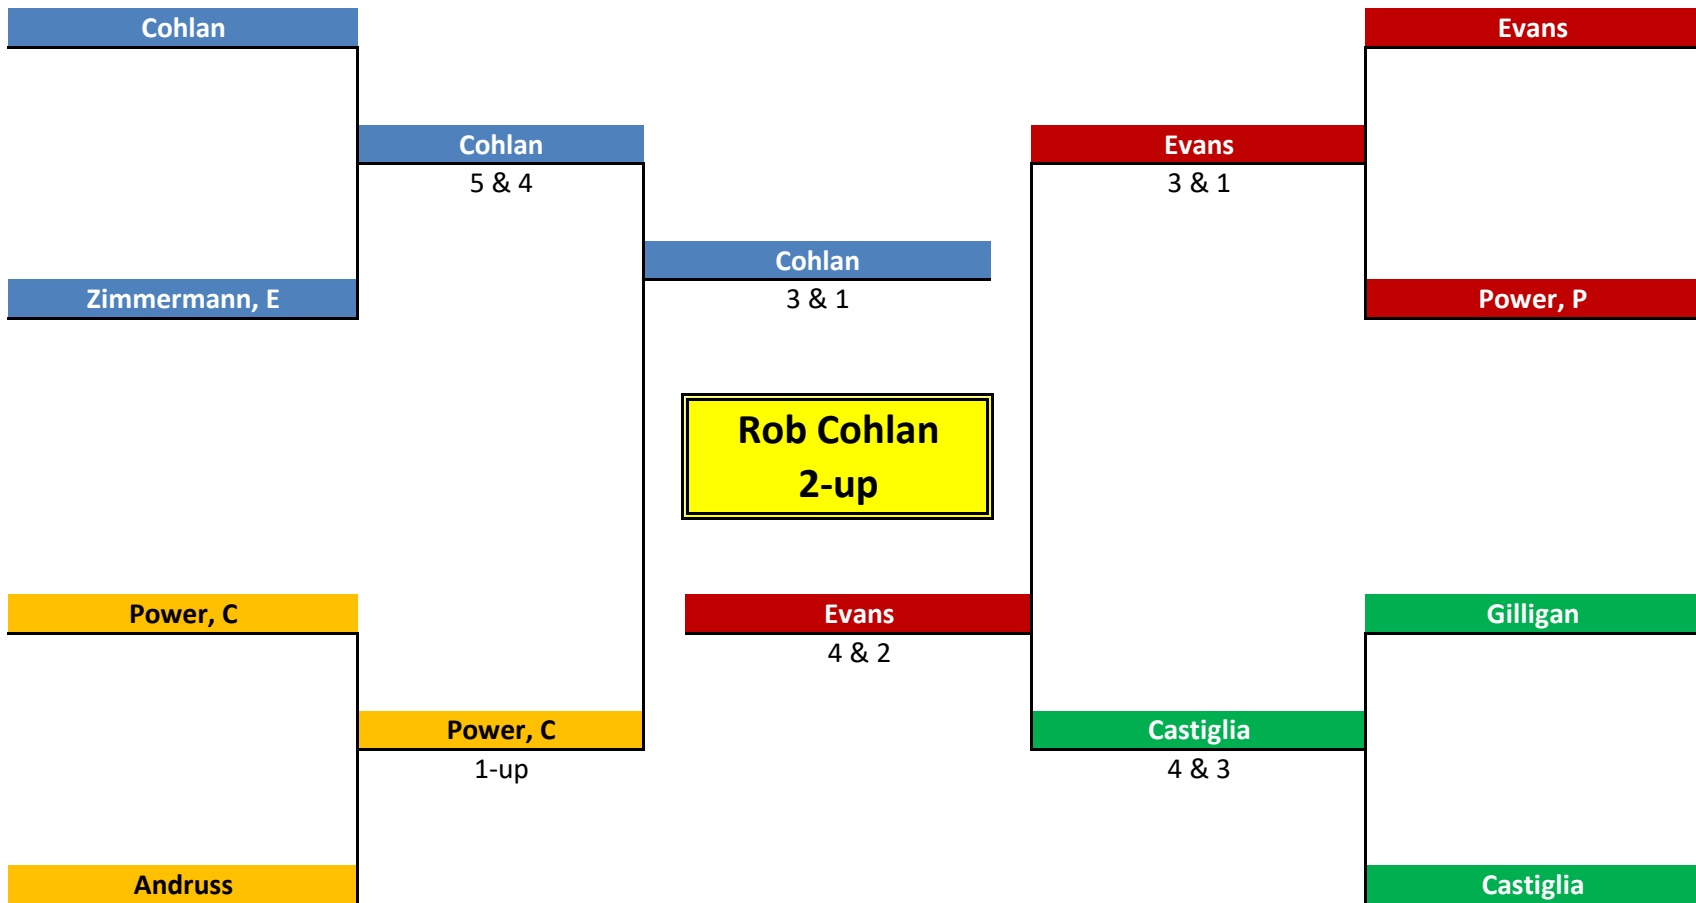 Cohlan
Evans
Cohlan
5 & 4
Evans
3 & 1
Cohlan
3 & 1
Zimmermann, E
Power, P
Rob Cohlan
2-up
Power, C
Evans
4 & 2
Gilligan
Power, C
1-up
Castiglia
4 & 3
Andruss
Castiglia